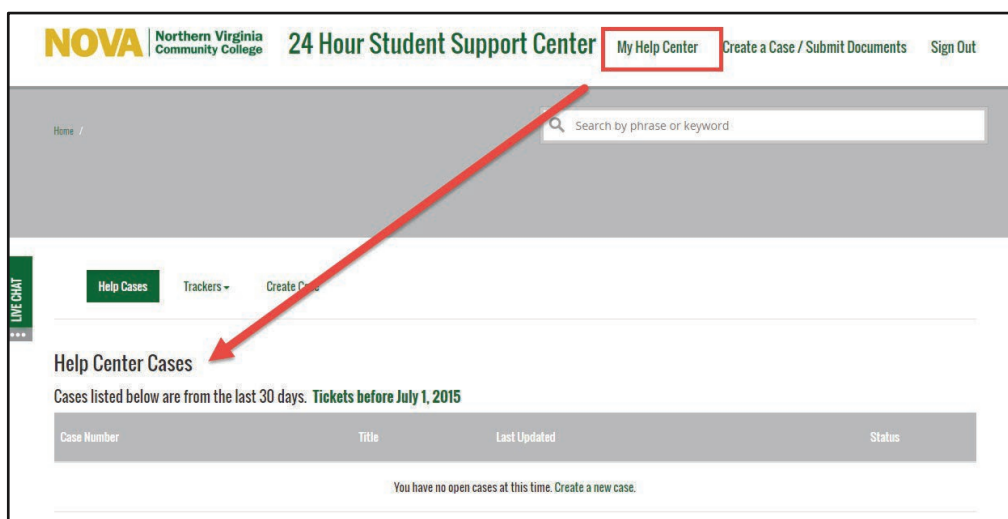 NOVA Northern Virginia Community College 24 Hour Student Support Center My Help Center Create a Case / Submit Documents Sign Out
Home /
Search by phrase or keyword
LIVE CHAT
Help Cases Trackers Create
Help Center Cases
Cases listed below are from the last 30 days. Tickets before July 1, 2015
Case Number Title Last Updated Status
You have no open cases at this time. Create a new case.